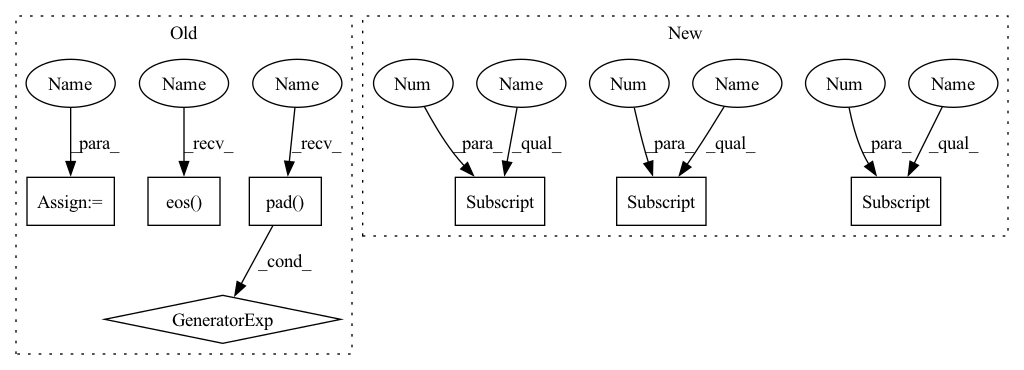 Old
New
Name
Name
Name
Num
Name
Num
Name
Num
Name
_para_
_recv_
_recv_
_para_
_qual_
_para_
_qual_
_para_
_qual_
Assign:=
eos()
pad()
Subscript
Subscript
Subscript
_cond_
GeneratorExp